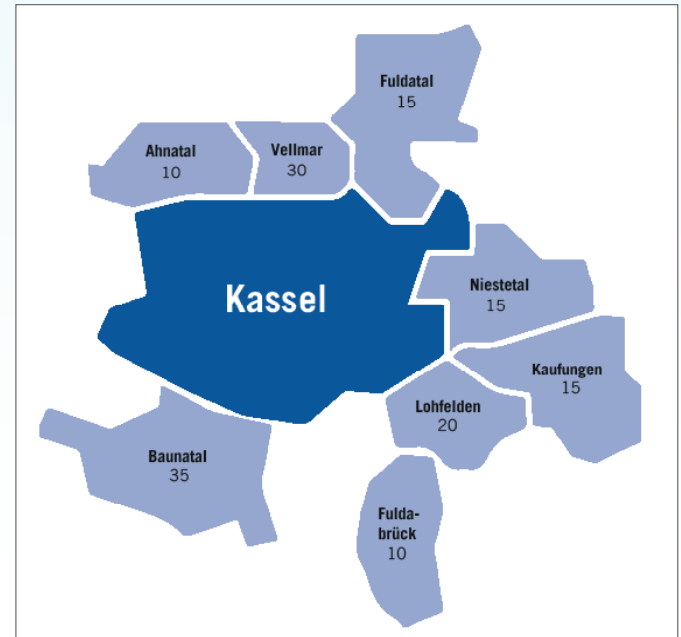 Fuldatal
15
Ahnatal
10
Vellmar
30
Kassel
Niestetal
15
Kaufungen
15
Lohfelden
20
Baunatal
35
Fulda-
brück
10